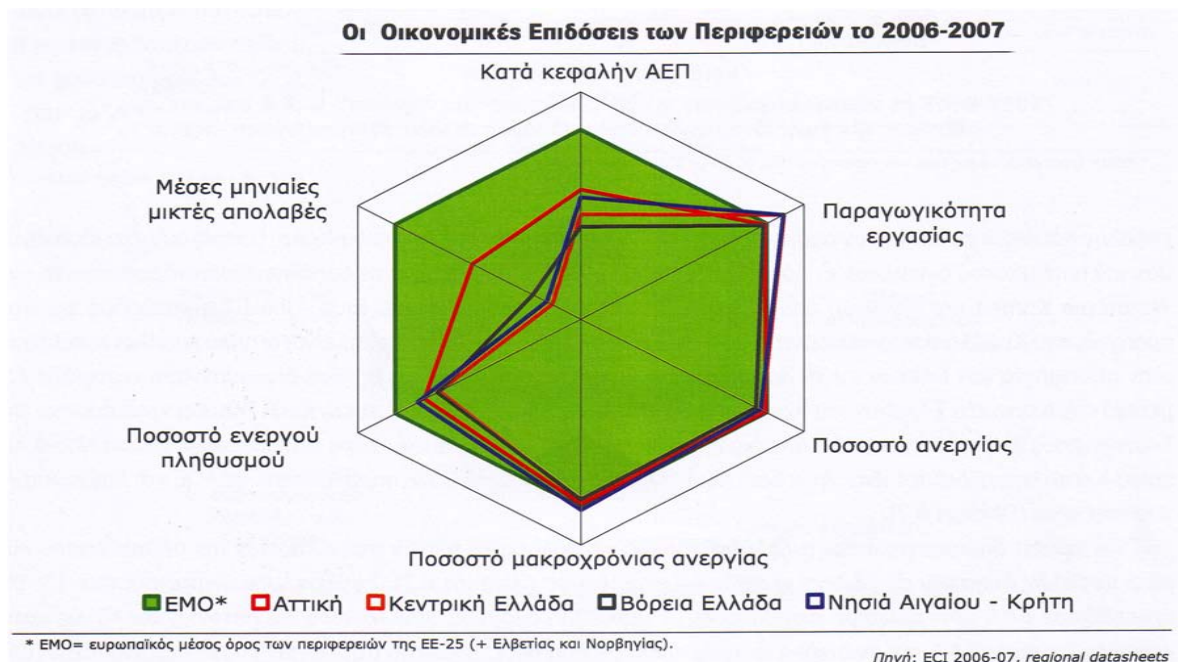 Οι Οικονομικές Επιδόσεις των Περιφερειών το 2006-2007
Κατά κεφαλήν ΑΕΠ
Μέσες μηνιαίες
μικτές απολαβές
Παραγωγικότητα
εργασίας
Ποσοστό ενεργού
πληθυσμού
Ποσοστό ανεργίας
Ποσοστό μακροχρόνιας ανεργίας
ΕΜΟ* Αττική Κεντρική Ελλάδα Βόρεια Ελλάδα Νησιά Αιγαίου - Κρήτη
* ΕΜΟ= ευρωπαϊκός μέσος όρος των περιφερειών της ΕΕ-25 (+ Ελβετίας και Νορβηγίας).
Πηγή: ECI 2006-07, regional datasheets